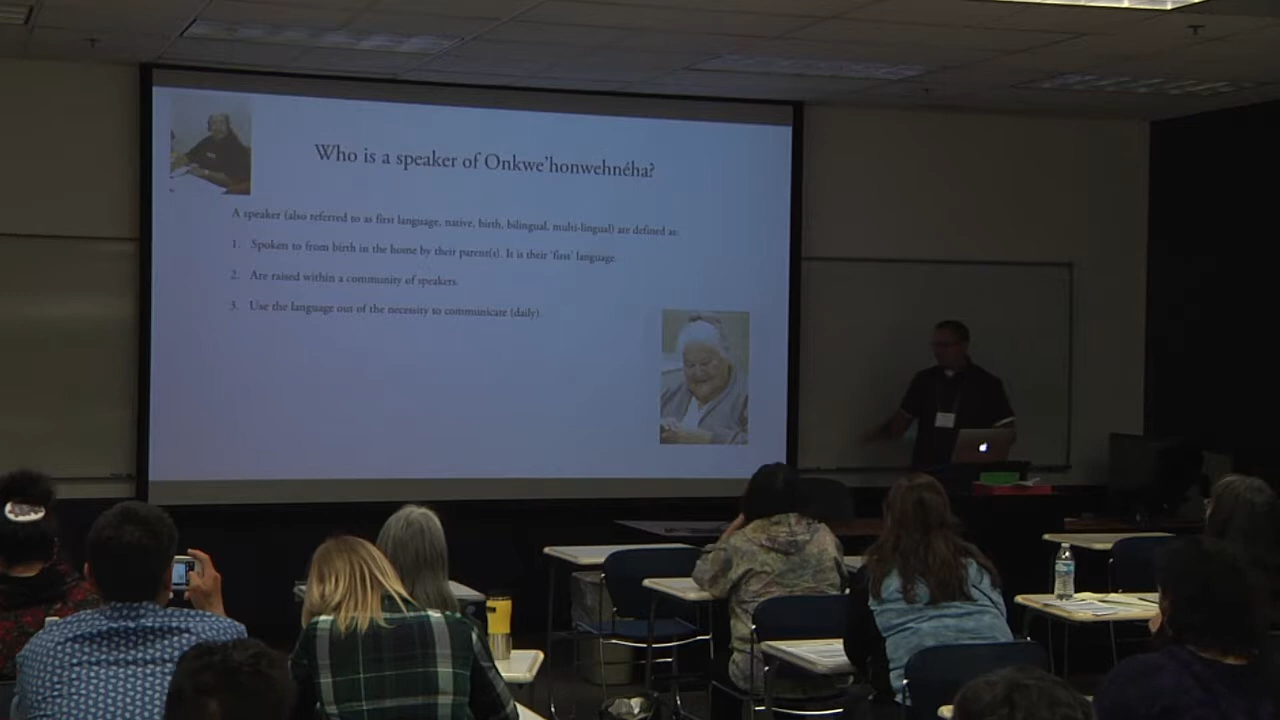 Who is a speaker of Onkwe'honwehnéha?
A speaker (also referred to as first language, native, birth, bilingual, multi-lingual) are defined as:
1. Spoken to from birth in the home by their parent(s). It is their 'first' language.
2. Are raised within a community of speakers.
3. Use the language out of the necessity to communicate (daily).